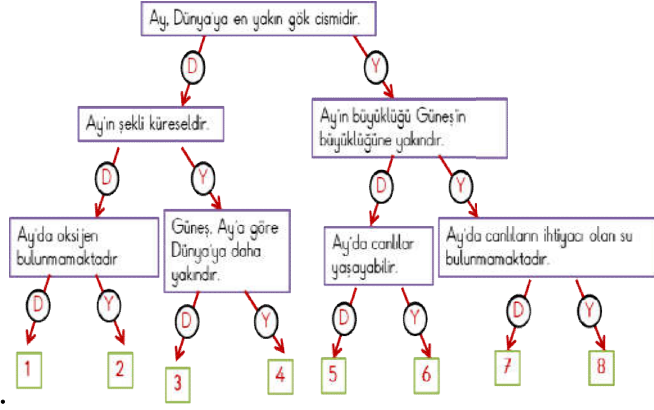 Ay, Dünya'ya en yakın gök cismidir.
D
Y
Ay'ın şekli küreseldir.
Ay'ın büyüklüğü Güneş'in
büyüklüğüne yakındır.
D
Y
D
Y
Ay'da oksijen
bulunmamaktadır
Güneş, Ay'a göre
Dünya'ya daha
yakındır.
Ay'da canlılar
yaşayabilir.
Ay'da canlıların ihtiyacı olan su
bulunmamaktadır.
D
Y
D
Y
D
Y
D
Y
1
2
3
4
5
6
7
8